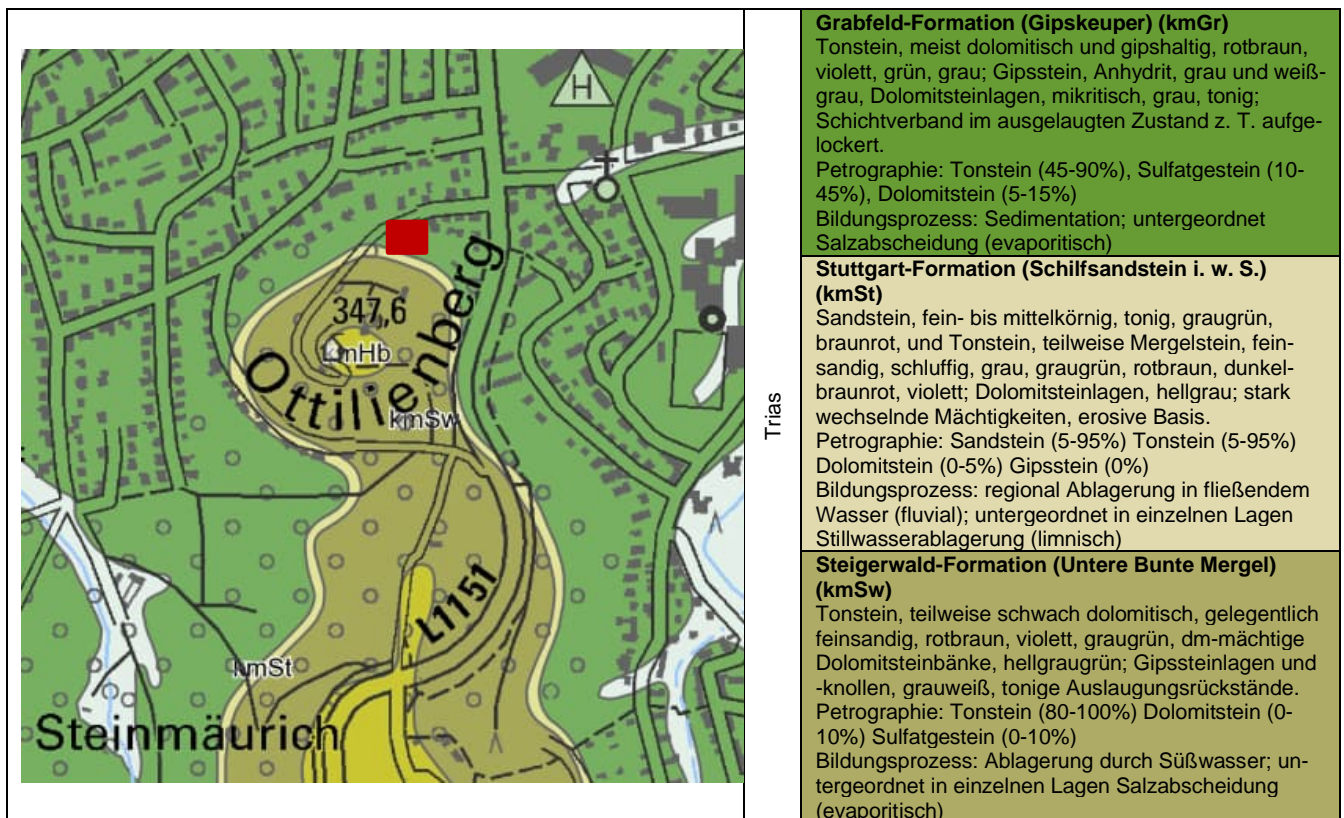 H
Ottilienberg
347,6
kmHb
kmSw
L1151
kmSt
Steinmäurich
Trias
Grabfeld-Formation (Gipskeuper) (kmGr)
Tonstein, meist dolomitisch und gipshaltig, rotbraun,
violett, grün, grau; Gipsstein, Anhydrit, grau und weiß-
grau, Dolomitsteinlagen, mikritisch, grau, tonig;
Schichtverband im ausgelaugten Zustand z. T. aufge-
lockert.
Petrographie: Tonstein (45-90%), Sulfatgestein (10-
45%), Dolomitstein (5-15%)
Bildungsprozess: Sedimentation; untergeordnet
Salzabscheidung (evaporitisch)
Stuttgart-Formation (Schilfsandstein i. w. S.)
(kmSt)
Sandstein, fein- bis mittelkörnig, tonig, graugrün,
braunrot, und Tonstein, teilweise Mergelstein, fein-
sandig, schluffig, grau, graugrün, rotbraun, dunkel-
braunrot, violett; Dolomitsteinlagen, hellgrau; stark
wechselnde Mächtigkeiten, erosive Basis.
Petrographie: Sandstein (5-95%) Tonstein (5-95%)
Dolomitstein (0-5%) Gipsstein (0%)
Bildungsprozess: regional Ablagerung in fließendem
Wasser (fluvial); untergeordnet in einzelnen Lagen
Stillwasserablagerung (limnisch)
Steigerwald-Formation (Untere Bunte Mergel)
(kmSw)
Tonstein, teilweise schwach dolomitisch, gelegentlich
feinsandig, rotbraun, violett, graugrün, dm-mächtige
Dolomitsteinbänke, hellgraugrün; Gipssteinlagen und
-knollen, grauweiß, tonige Auslaugungsrückstände.
Petrographie: Tonstein (80-100%) Dolomitstein (0-
10%) Sulfatgestein (0-10%)
Bildungsprozess: Ablagerung durch Süßwasser; un-
tergeordnet in einzelnen Lagen Salzabscheidung
(evaporitisch)